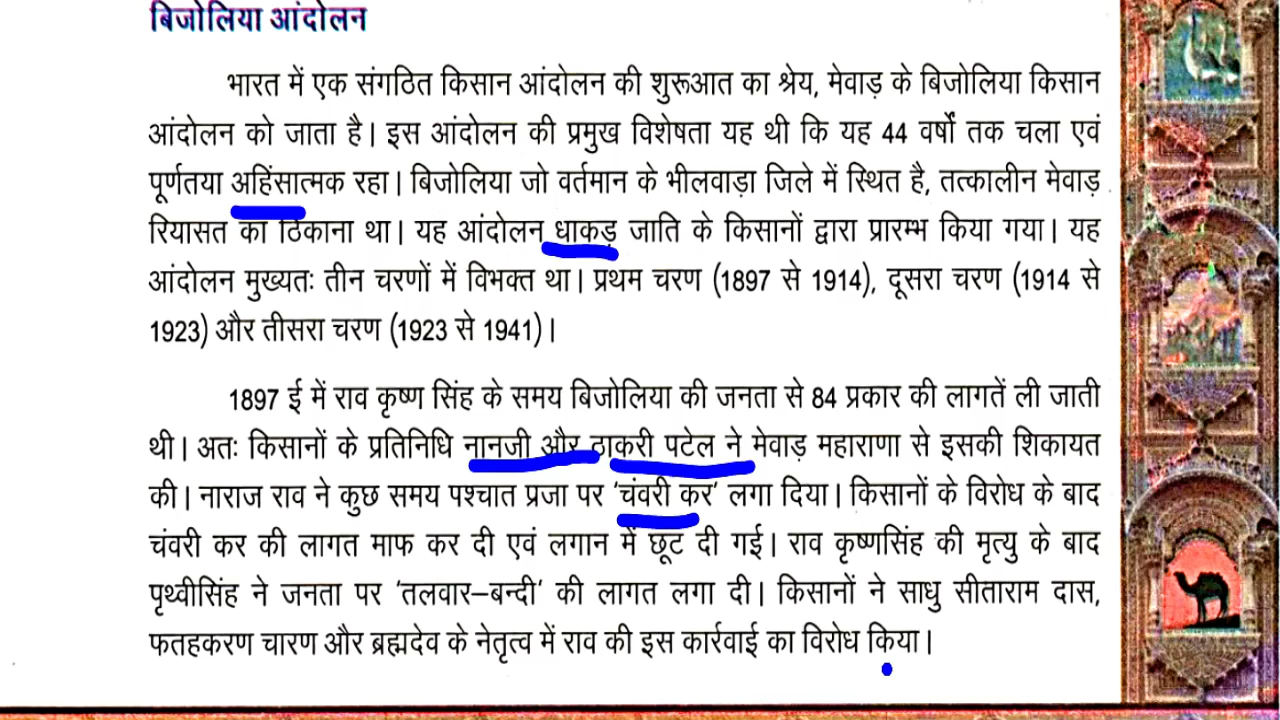 बिजोलिया आंदोलन
भारत में एक संगठित किसान आंदोलन की शुरूआत का श्रेय, मेवाड़ के बिजोलिया किसान
आंदोलन को जाता है। इस आंदोलन की प्रमुख विशेषता यह थी कि यह 44 वर्षों तक चला एवं
पूर्णतया अहिंसात्मक रहा। बिजोलिया जो वर्तमान के भीलवाड़ा जिले में स्थित है, तत्कालीन मेवाड़
रियासत का ठिकाना था। यह आंदोलन धाकड़ जाति के किसानों द्वारा प्रारम्भ किया गया। यह
आंदोलन मुख्यतः तीन चरणों में विभक्त था। प्रथम चरण (1897 से 1914), दूसरा चरण (1914 से
1923) और तीसरा चरण (1923 से 1941)।
1897 ई में राव कृष्ण सिंह के समय बिजोलिया की जनता से 84 प्रकार की लागतें ली जाती
थी। अतः किसानों के प्रतिनिधि नानजी और ठाकरी पटेल ने मेवाड़ महाराणा से इसकी शिकायत
की। नाराज राव ने कुछ समय पश्चात प्रजा पर 'चंवरी कर' लगा दिया। किसानों के विरोध के बाद
चंवरी कर की लागत माफ कर दी एवं लगान में छूट दी गई। राव कृष्णसिंह की मृत्यु के बाद
पृथ्वीसिंह ने जनता पर 'तलवार–बन्दी' की लागत लगा दी। किसानों ने साधु सीताराम दास,
फतहकरण चारण और ब्रह्मदेव के नेतृत्व में राव की इस कार्रवाई का विरोध किया।